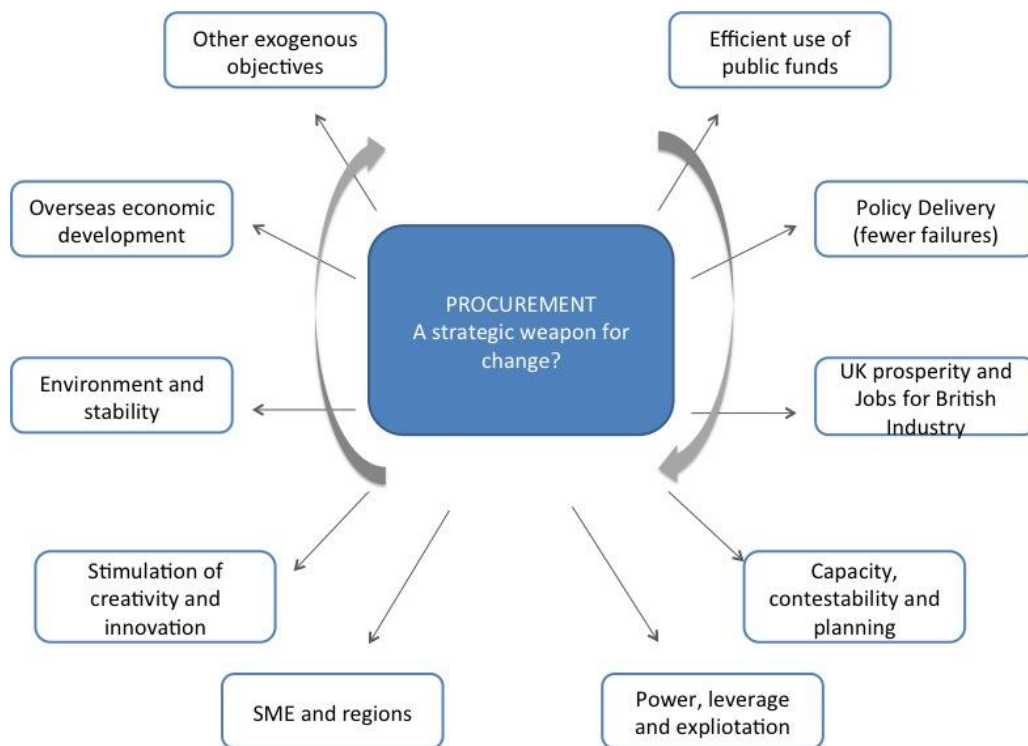 Other exogenous
objectives
Efficient use of
public funds
Overseas economic
development
Policy Delivery
(fewer failures)
PROCUREMENT
A strategic weapon for
change?
Environment and
stability
UK prosperity and
Jobs for British
Industry
Stimulation of
creativity and
innovation
Capacity,
contestability and
planning
SME and regions
Power, leverage
and expliotation